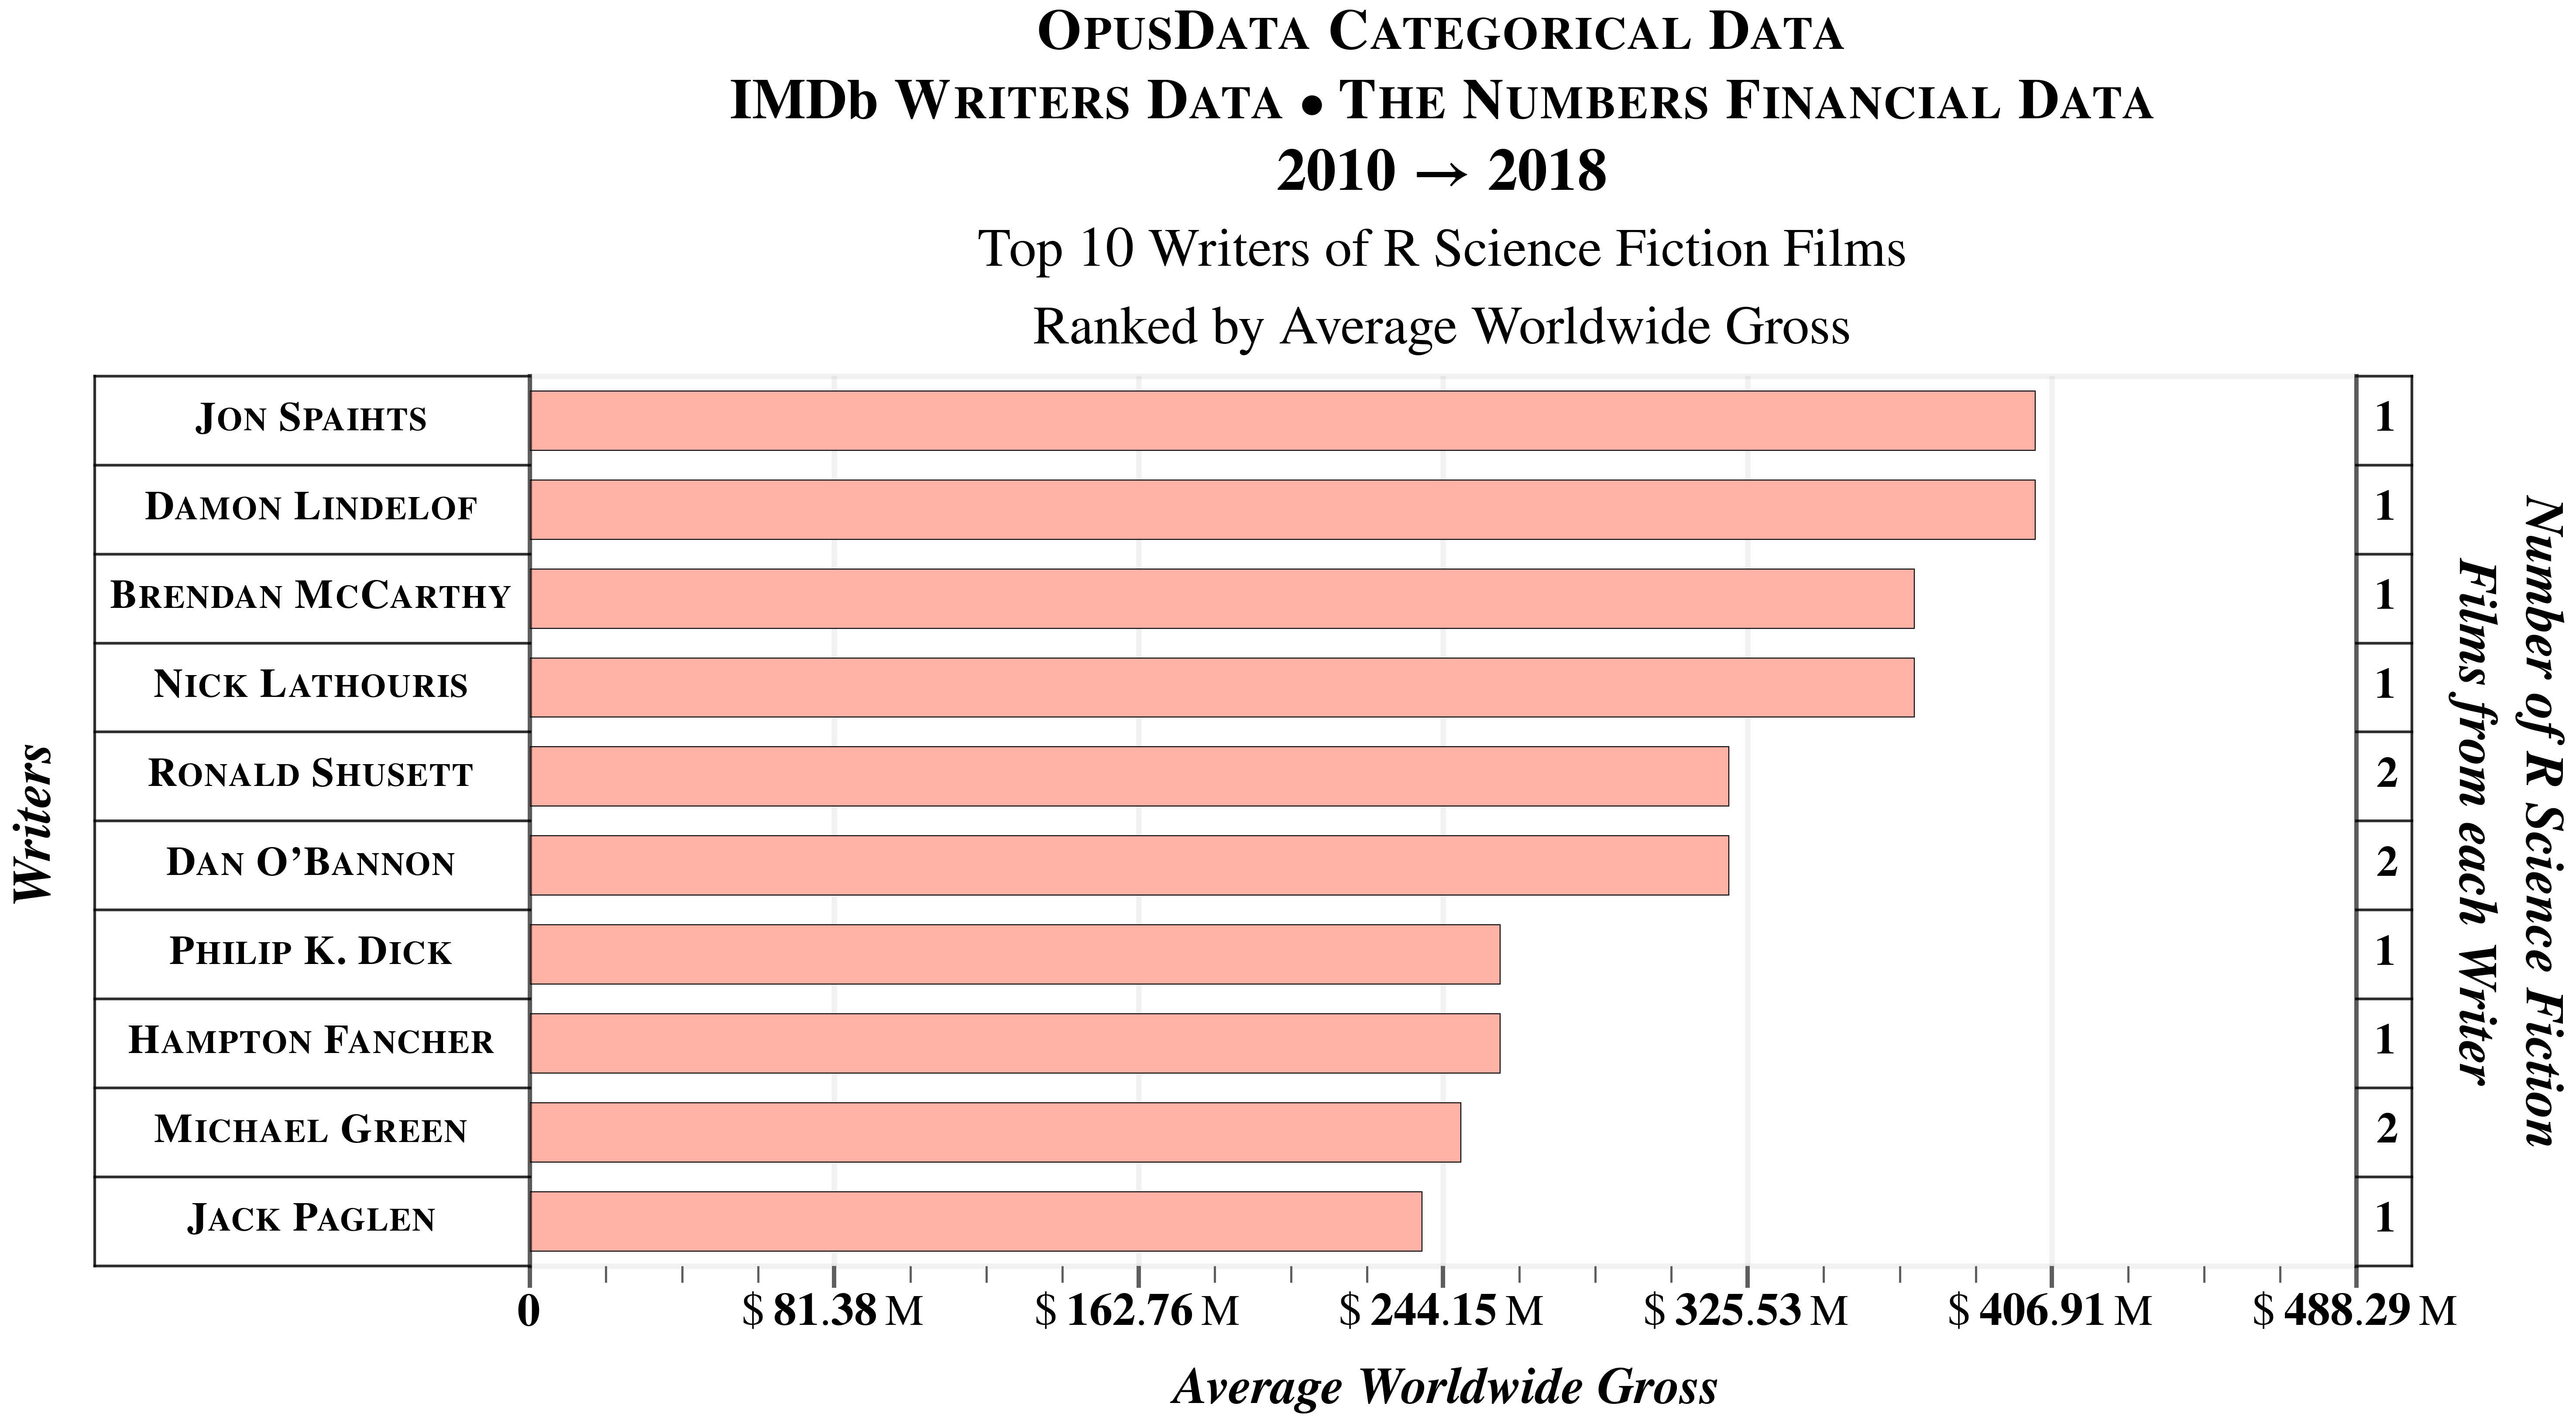 OpusData Categorical Data
IMDb Writers Data • The Numbers Financial Data
2010 → 2018
Top 10 Writers of R Science Fiction Films
Ranked by Average Worldwide Gross
Writers
Jon Spaihts 1
Damon Lindelof 1
Brendan McCarthy 1
Nick Lathouris 1
Ronald Shusett 2
Dan O’Bannon 2
Philip K. Dick 1
Hampton Fancher 1
Michael Green 2
Jack Paglen 1
Number of R Science Fiction
Films from each Writer
0 $ 81.38 M $ 162.76 M $ 244.15 M $ 325.53 M $ 406.91 M $ 488.29 M
Average Worldwide Gross